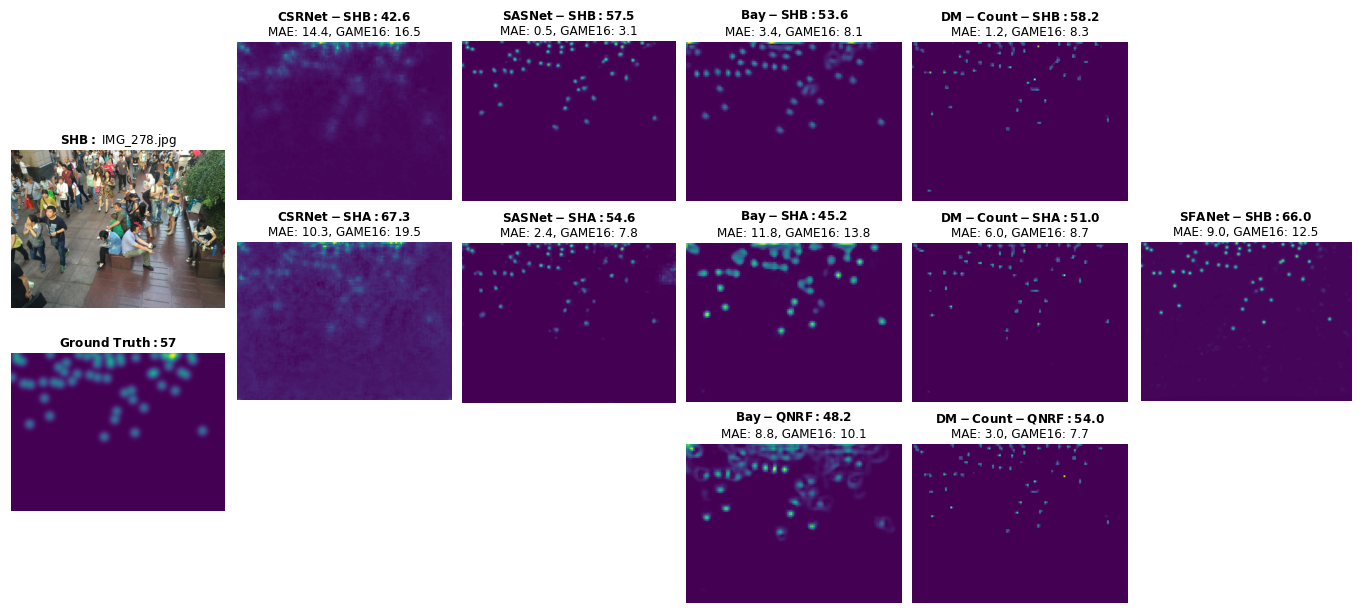 CSRNet−SHB: 42.6
MAE: 14.4, GAME16: 16.5
SASNet−SHB: 57.5
MAE: 0.5, GAME16: 3.1
Bay−SHB: 53.6
MAE: 3.4, GAME16: 8.1
DM−Count−SHB: 58.2
MAE: 1.2, GAME16: 8.3
SHB: IMG_278.jpg
CSRNet−SHA: 67.3
MAE: 10.3, GAME16: 19.5
SASNet−SHA: 54.6
MAE: 2.4, GAME16: 7.8
Bay−SHA: 45.2
MAE: 11.8, GAME16: 13.8
DM−Count−SHA: 51.0
MAE: 6.0, GAME16: 8.7
SFANet−SHB: 66.0
MAE: 9.0, GAME16: 12.5
Ground Truth: 57
Bay−QNRF: 48.2
MAE: 8.8, GAME16: 10.1
DM−Count−QNRF: 54.0
MAE: 3.0, GAME16: 7.7